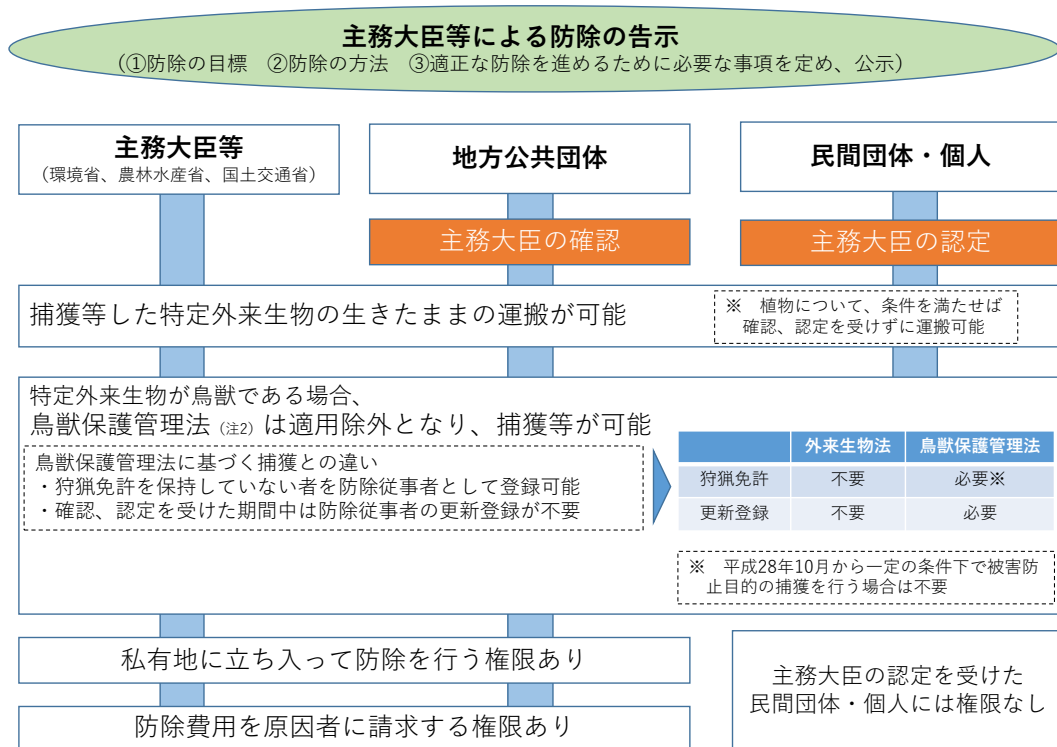 主務大臣等による防除の告示
(①防除の目標　②防除の方法　③適正な防除を進めるために必要な事項を定め、公示)
主務大臣等
(環境省、農林水産省、国土交通省)
地方公共団体
民間団体・個人
主務大臣の確認
主務大臣の認定
捕獲等した特定外来生物の生きたままの運搬が可能
※　植物について、条件を満たせば
確認、認定を受けずに運搬可能
特定外来生物が鳥獣である場合、
鳥獣保護管理法 (注2) は適用除外となり、捕獲等が可能
鳥獣保護管理法に基づく捕獲との違い
・狩猟免許を保持していない者を防除従事者として登録可能
・確認、認定を受けた期間中は防除従事者の更新登録が不要
外来生物法　鳥獣保護管理法
狩猟免許　不要　必要※
更新登録　不要　必要
※　平成28年10月から一定の条件下で被害防
止目的の捕獲を行う場合は不要
私有地に立ち入って防除を行う権限あり
防除費用を原因者に請求する権限あり
主務大臣の認定を受けた
民間団体・個人には権限なし